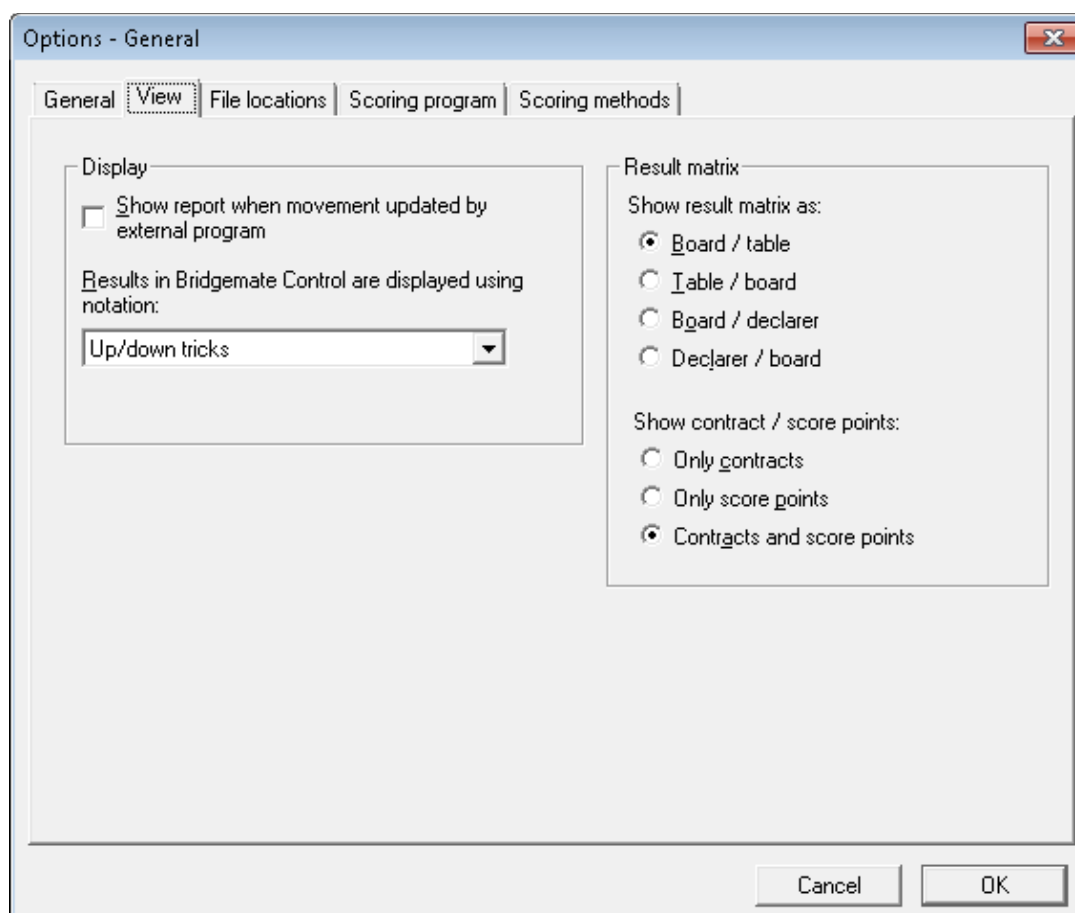 Options - General
General
View
File locations
Scoring program
Scoring methods
Display
Show report when movement updated by
external program
Results in Bridgemate Control are displayed using
notation:
Up/down tricks
Result matrix
Show result matrix as:
Board / table
Table / board
Board / declarer
Declarer / board
Show contract / score points:
Only contracts
Only score points
Contracts and score points
Cancel
OK